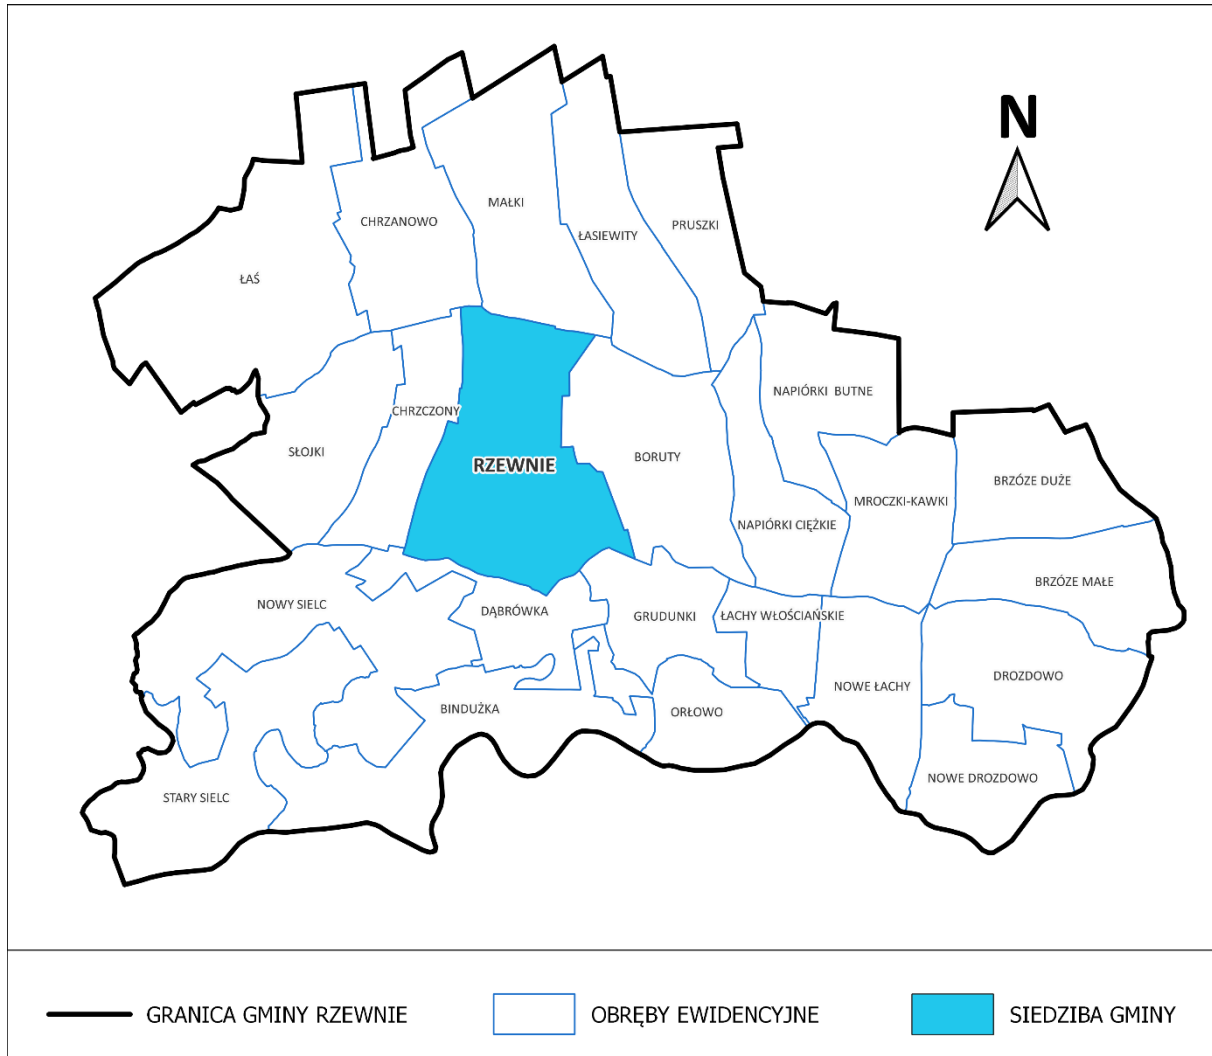 N
MAŁKI
CHRZANOWO
PRUSZKI
ŁASIEWITY
ŁAŚ
NAPIÓRKI BUTNE
CHRZCZONY
SŁOJKI
BORUTY
RZEWNIE
BRZÓZE DUŻE
MROCZKI-KAWKI
NAPIÓRKI CIĘŻKIE
BRZÓZE MAŁE
NOWY SIELC
DĄBRÓWKA
GRUDUNKI
ŁACHY WŁOŚCIAŃSKIE
DROZDOWO
NOWE ŁACHY
BINDUŻKA
ORŁOWO
NOWE DROZDOWO
STARY SIELC
GRANICA GMINY RZEWNIE
OBRĘBY EWIDENCYJNE
SIEDZIBA GMINY